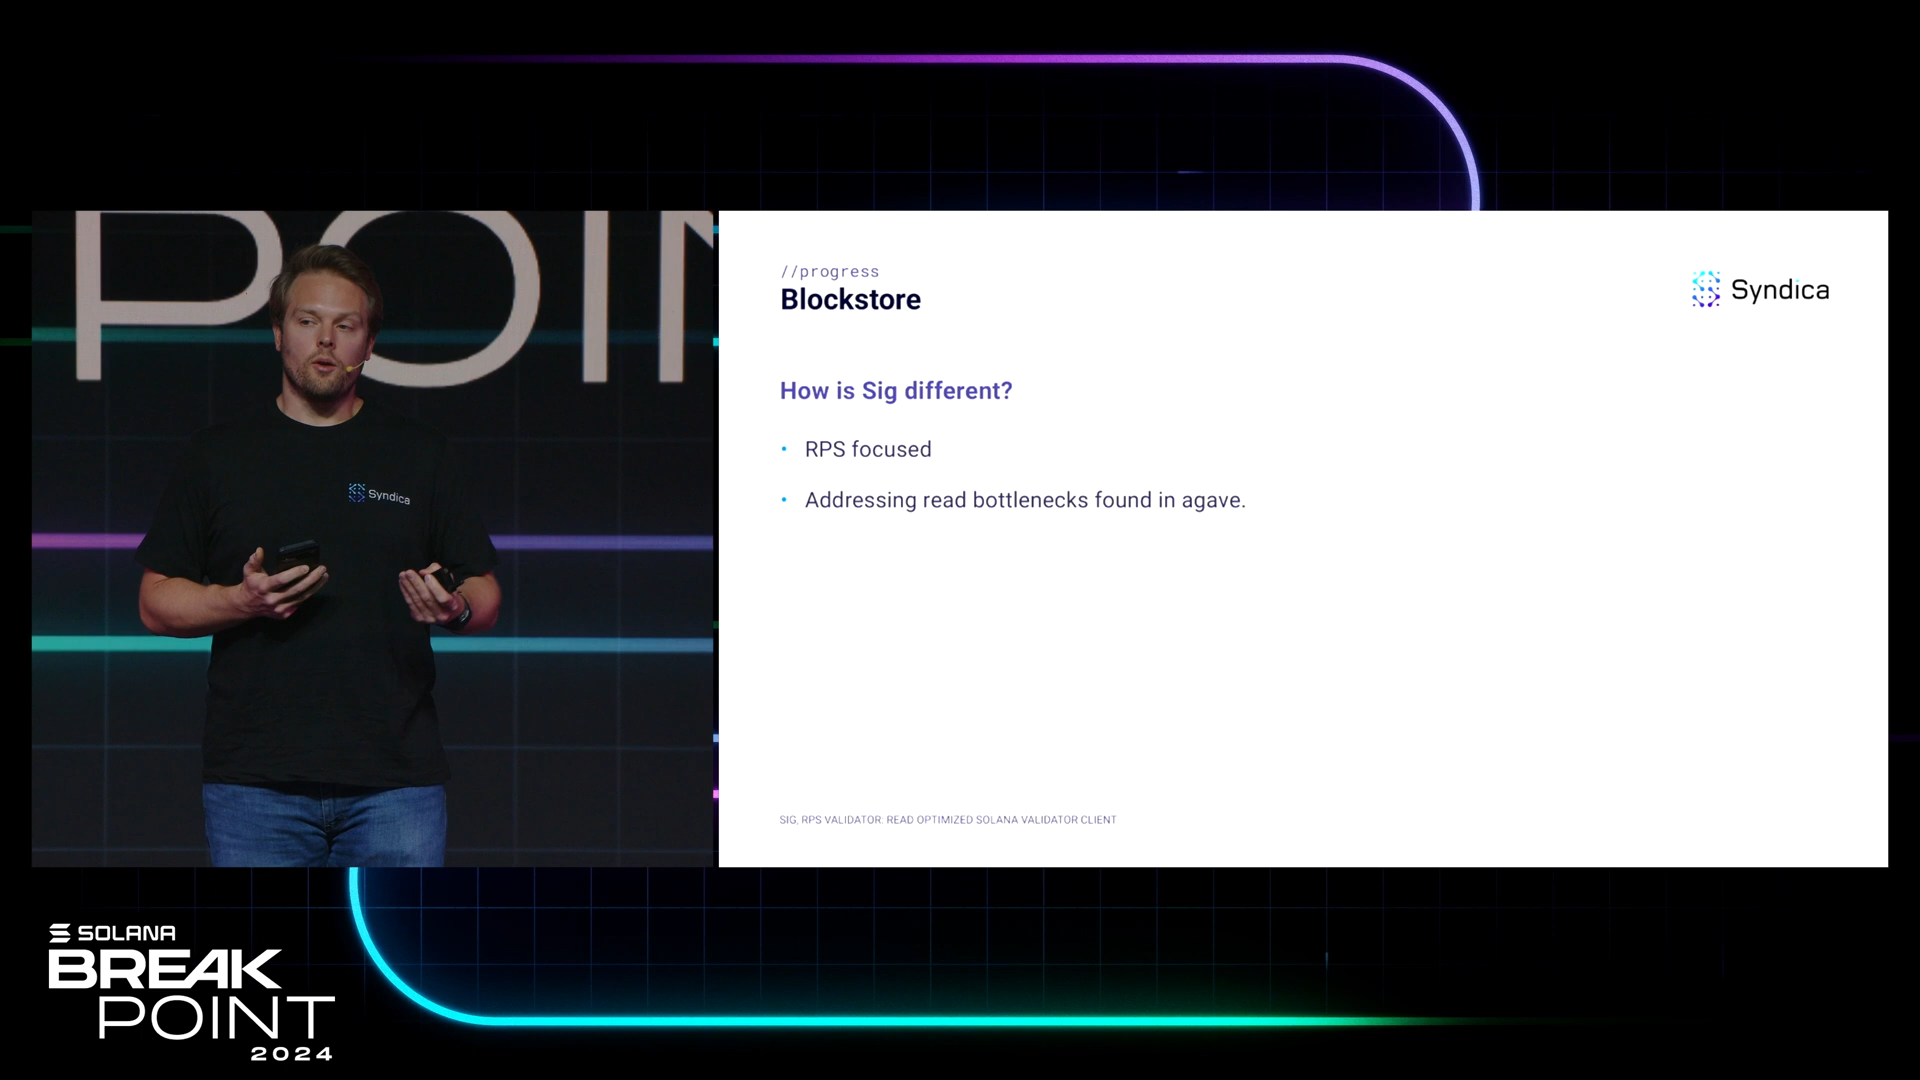 POIN
Syndica
//progress
Blockstore
Syndica
How is Sig different?
• RPS focused
• Addressing read bottlenecks found in agave.
SIG, RPS VALIDATOR: READ OPTIMIZED SOLANA VALIDATOR CLIENT
SOLANA
BREAK
POINT
2024